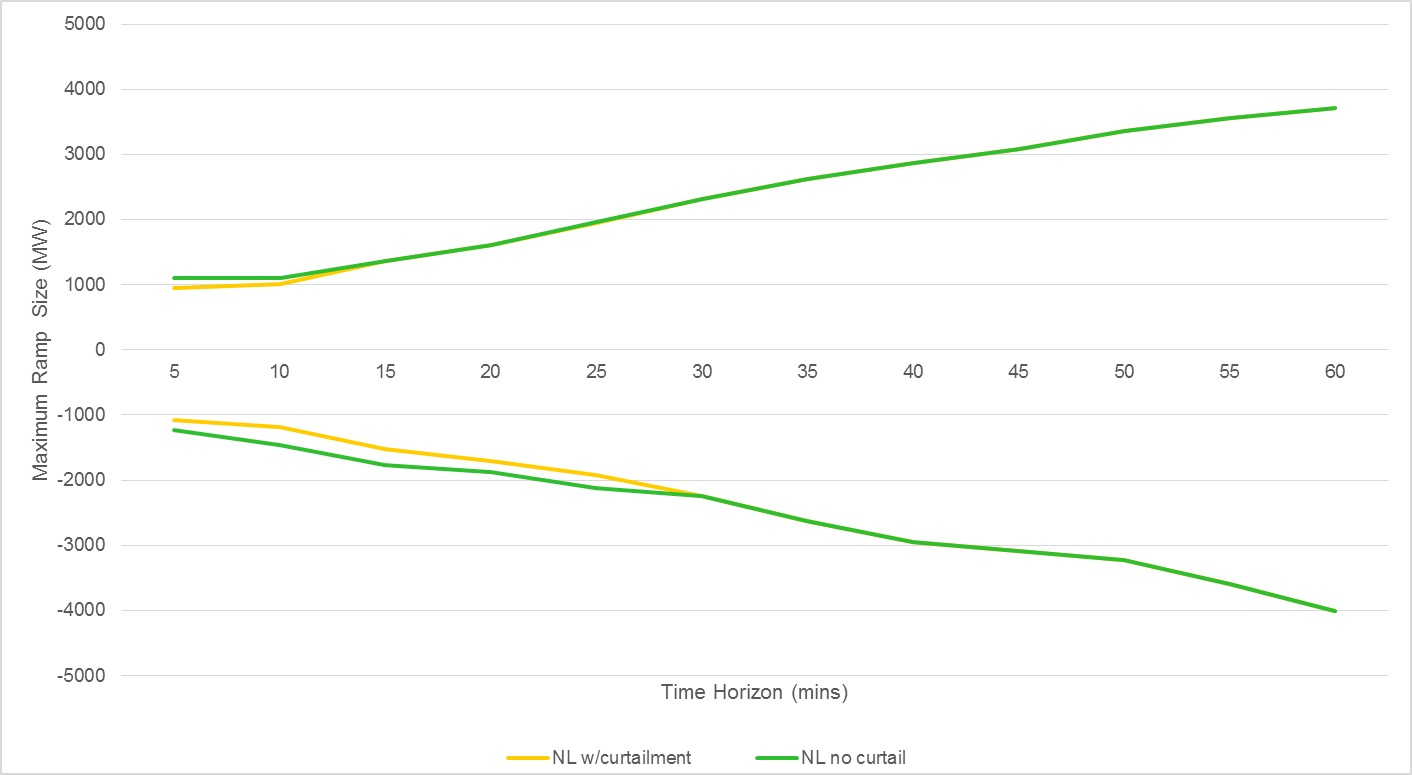 5000
4000
3000
2000
1000
0
5 10 15 20 25 30 35 40 45 50 55 60
-1000
-2000
-3000
-4000
-5000
Maximum Ramp Size (MW)
Time Horizon (mins)
NL w/curtailment NL no curtail